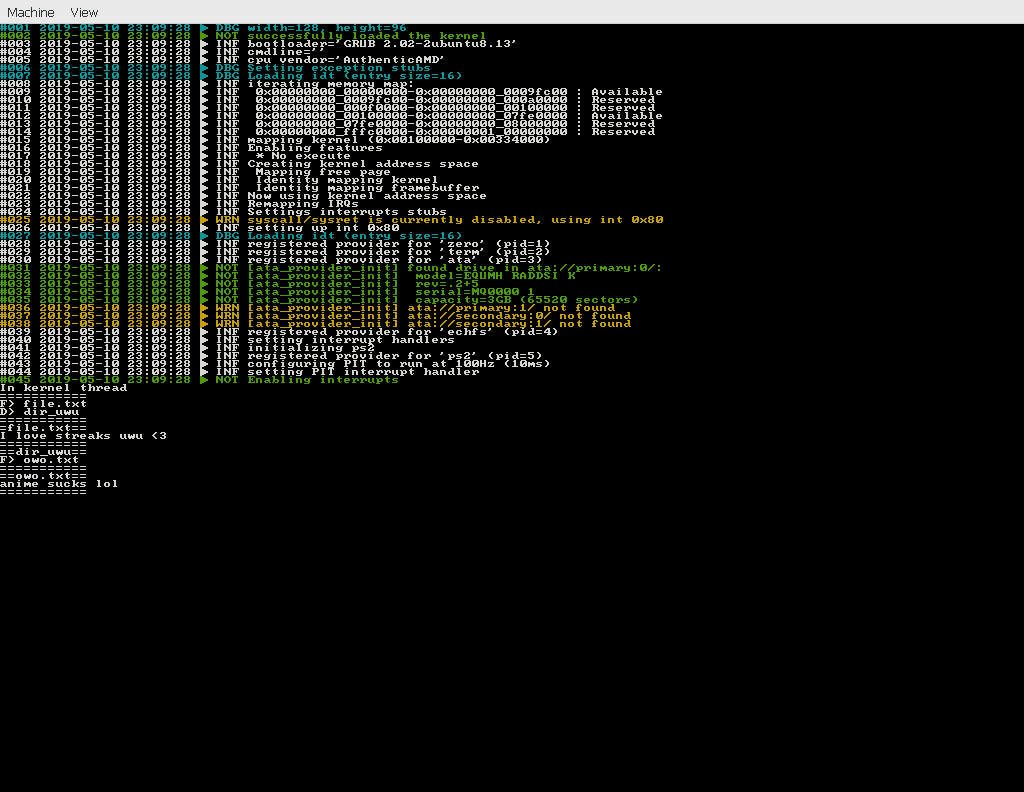 Machine View
#001 2019-05-10 23:09:28 ▶ DBG width=128, height=96
#002 2019-05-10 23:09:28 ▶ NOT successfully loaded the kernel
#003 2019-05-10 23:09:28 ▶ INF bootloader='GRUB 2.02-2ubuntu8.13'
#004 2019-05-10 23:09:28 ▶ INF cmdline=''
#005 2019-05-10 23:09:28 ▶ INF cpu vendor='AuthenticAMD'
#006 2019-05-10 23:09:28 ▶ DBG Setting exception stubs
#007 2019-05-10 23:09:28 ▶ DBG Loading idt (entry size=16)
#008 2019-05-10 23:09:28 ▶ INF iterating memory map:
#009 2019-05-10 23:09:28 ▶ INF  0x00000000_00000000-0x00000000_0009fc00 : Available
#010 2019-05-10 23:09:28 ▶ INF  0x00000000_0009fc00-0x00000000_000a0000 : Reserved
#011 2019-05-10 23:09:28 ▶ INF  0x00000000_000f0000-0x00000000_00100000 : Reserved
#012 2019-05-10 23:09:28 ▶ INF  0x00000000_00100000-0x00000000_07fe0000 : Available
#013 2019-05-10 23:09:28 ▶ INF  0x00000000_07fe0000-0x00000000_08000000 : Reserved
#014 2019-05-10 23:09:28 ▶ INF  0x00000000_fffc0000-0x00000001_00000000 : Reserved
#015 2019-05-10 23:09:28 ▶ INF mapping kernel (0x00100000-0x00334000)
#016 2019-05-10 23:09:28 ▶ INF Enabling features
#017 2019-05-10 23:09:28 ▶ INF  * No execute
#018 2019-05-10 23:09:28 ▶ INF Creating kernel address space
#019 2019-05-10 23:09:28 ▶ INF  Mapping free page
#020 2019-05-10 23:09:28 ▶ INF  Identity mapping kernel
#021 2019-05-10 23:09:28 ▶ INF  Identity mapping framebuffer
#022 2019-05-10 23:09:28 ▶ INF Now using kernel address space
#023 2019-05-10 23:09:28 ▶ INF Remapping IRQs
#024 2019-05-10 23:09:28 ▶ INF Settings interrupts stubs
#025 2019-05-10 23:09:28 ▶ WRN syscall/sysret is currently disabled, using int 0x80
#026 2019-05-10 23:09:28 ▶ INF setting up int 0x80
#027 2019-05-10 23:09:28 ▶ DBG Loading idt (entry size=16)
#028 2019-05-10 23:09:28 ▶ INF registered provider for 'zero' (pid=1)
#029 2019-05-10 23:09:28 ▶ INF registered provider for 'term' (pid=2)
#030 2019-05-10 23:09:28 ▶ INF registered provider for 'ata' (pid=3)
#031 2019-05-10 23:09:28 ▶ NOT [ata_provider_init] found drive in ata://primary:0/:
#032 2019-05-10 23:09:28 ▶ NOT [ata_provider_init]  model=EQUMH RADDSI K
#033 2019-05-10 23:09:28 ▶ NOT [ata_provider_init]  rev=.2+5
#034 2019-05-10 23:09:28 ▶ NOT [ata_provider_init]  serial=MQ0000 1
#035 2019-05-10 23:09:28 ▶ NOT [ata_provider_init]  capacity=3GB (65520 sectors)
#036 2019-05-10 23:09:28 ▶ WRN [ata_provider_init] ata://primary:1/ not found
#037 2019-05-10 23:09:28 ▶ WRN [ata_provider_init] ata://secondary:0/ not found
#038 2019-05-10 23:09:28 ▶ WRN [ata_provider_init] ata://secondary:1/ not found
#039 2019-05-10 23:09:28 ▶ INF registered provider for 'echfs' (pid=4)
#040 2019-05-10 23:09:28 ▶ INF setting interrupt handlers
#041 2019-05-10 23:09:28 ▶ INF initializing ps2
#042 2019-05-10 23:09:28 ▶ INF registered provider for 'ps2' (pid=5)
#043 2019-05-10 23:09:28 ▶ INF configuring PIT to run at 100Hz (10ms)
#044 2019-05-10 23:09:28 ▶ INF setting PIT interrupt handler
#045 2019-05-10 23:09:28 ▶ NOT Enabling interrupts
In kernel thread
===========
F> file.txt
D> dir_uwu
===========
=file.txt==
I love streaks uwu <3
===========
==dir_uwu==
F> owo.txt
===========
==owo.txt==
anime sucks lol
===========